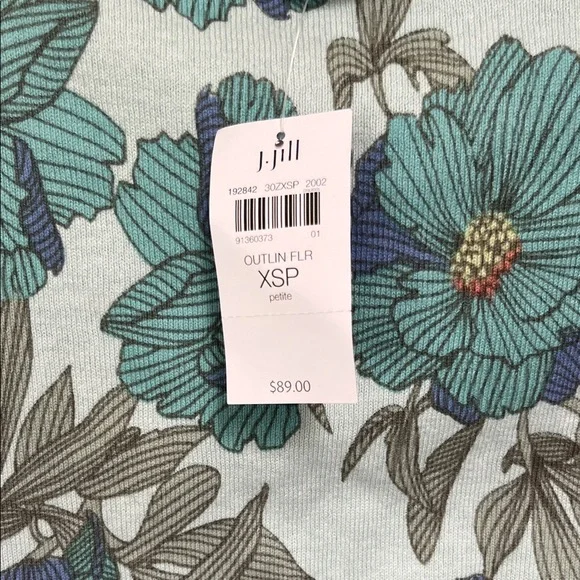 J.Jill
192842 30ZXSP 2002
91360373 01
OUTLIN FLR
XSP
petite
$89.00